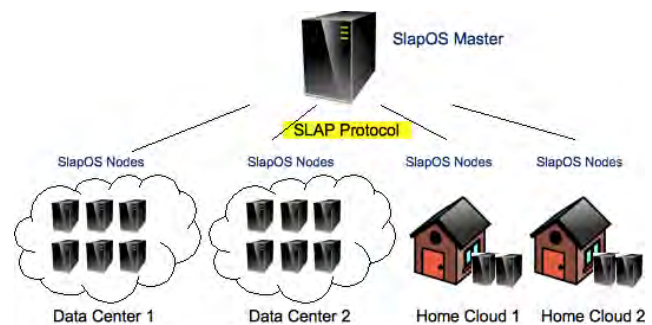 SlapOS Master
SLAP Protocol
SlapOS Nodes
SlapOS Nodes
SlapOS Nodes
SlapOS Nodes
Data Center 1
Data Center 2
Home Cloud 1
Home Cloud 2